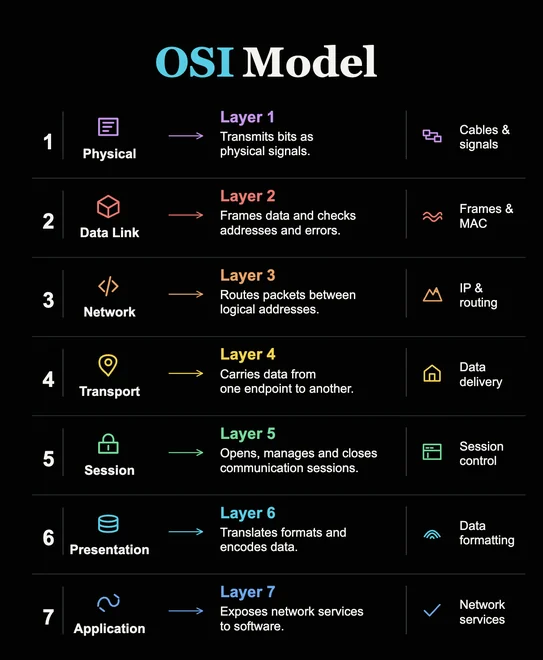 OSI Model
1
Physical
Layer 1
Transmits bits as
physical signals.
Cables &
signals
2
Data Link
Layer 2
Frames data and checks
addresses and errors.
Frames &
MAC
3
Network
Layer 3
Routes packets between
logical addresses.
IP &
routing
4
Transport
Layer 4
Carries data from
one endpoint to another.
Data
delivery
5
Session
Layer 5
Opens, manages and closes
communication sessions.
Session
control
6
Presentation
Layer 6
Translates formats and
encodes data.
Data
formatting
7
Application
Layer 7
Exposes network services
to software.
Network
services